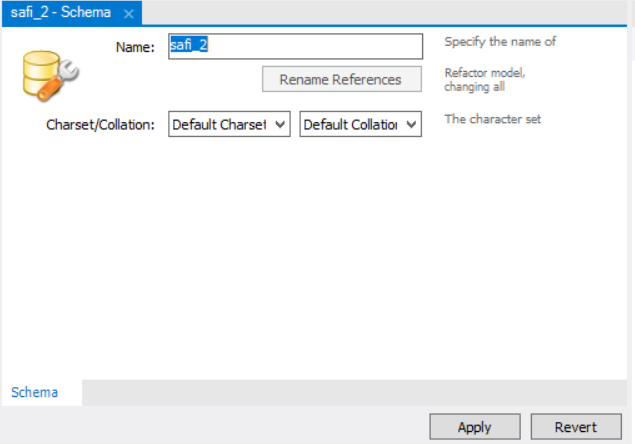 safi_2 - Schema
Name: safi_2 Specify the name of
Rename References Refactor model,
changing all
Charset/Collation: Default Charset Default Collation The character set
Schema
Apply Revert